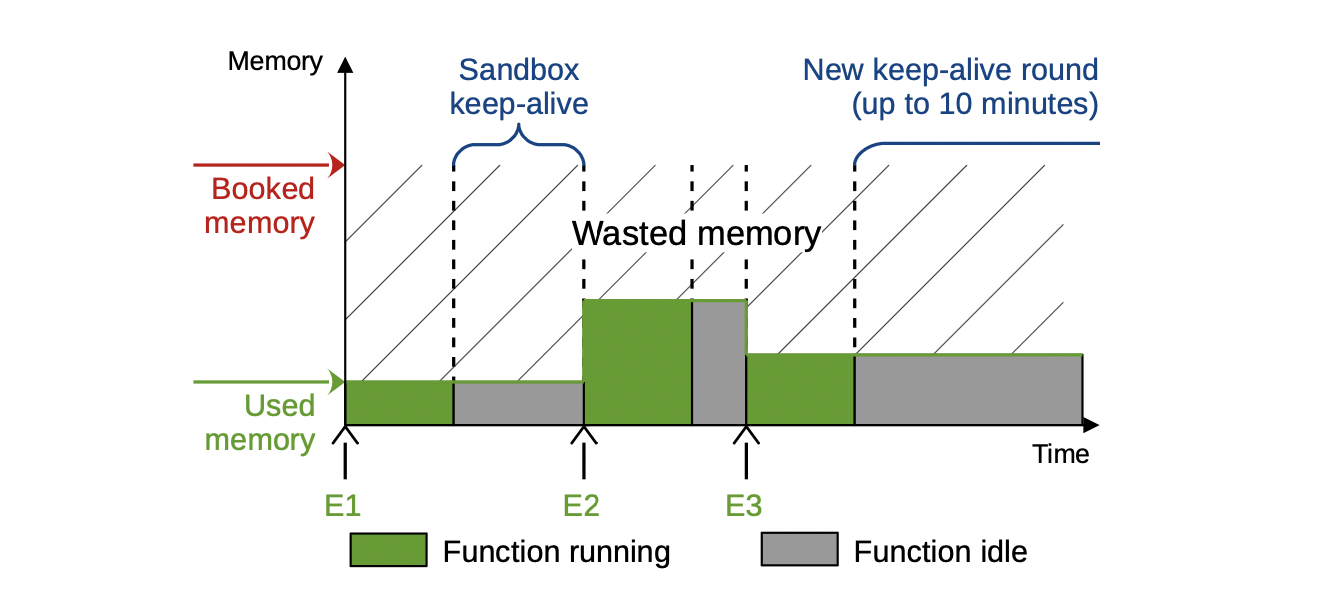 Memory
Sandbox
keep-alive
New keep-alive round
(up to 10 minutes)
Booked
memory
Wasted memory
Used
memory
Time
E1
E2
E3
Function running
Function idle